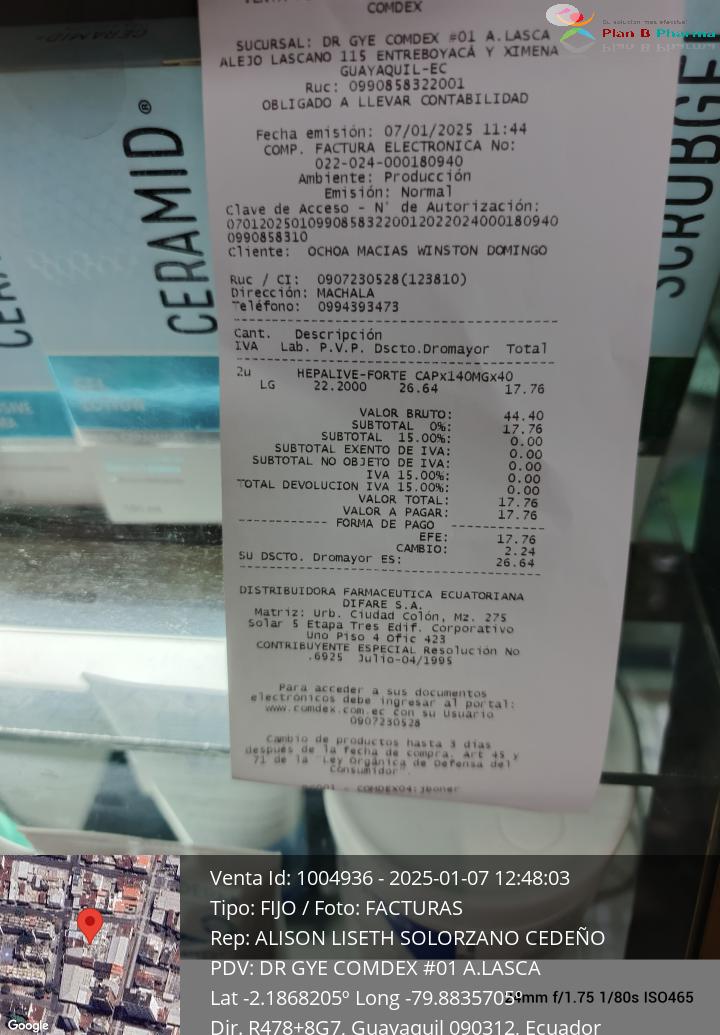 COMDEX
SUCURSAL: DR GYE COMDEX #01 A.LASCA
ALEJO LASCANO 115 ENTREBOYACÁ Y XIMENA
GUAYAQUIL-EC
Ruc: 0990858322001
OBLIGADO A LLEVAR CONTABILIDAD
Fecha emisión: 07/01/2025 11:44
COMP. FACTURA ELECTRONICA No:
022-024-000180940
Ambiente: Producción
Emisión: Normal
Clave de Acceso - N° de Autorización:
070120250109908583220012022024000180940
0990858310
Cliente: OCHOA MACIAS WINSTON DOMINGO
Ruc / CI: 0907230528(123810)
Dirección: MACHALA
Teléfono: 0994393473
Cant. Descripción
IVA Lab. P.V.P. Dscto.Dromayor Total
2u HEPALIVE-FORTE CAPx140MGx40
LG 22.2000 26.64 17.76
VALOR BRUTO: 44.40
SUBTOTAL 0%: 17.76
SUBTOTAL 15.00%: 0.00
SUBTOTAL EXENTO DE IVA: 0.00
SUBTOTAL NO OBJETO DE IVA: 0.00
IVA 15.00%: 0.00
TOTAL DEVOLUCION IVA 15.00%: 0.00
VALOR TOTAL: 17.76
VALOR A PAGAR: 17.76
------------ FORMA DE PAGO ------------
EFE: 17.76
CAMBIO: 2.24
SU DSCTO. Dromayor ES: 26.64
DISTRIBUIDORA FARMACEUTICA ECUATORIANA
DIFARE S.A.
Matriz: Urb. Ciudad Colón, Mz. 275
Solar 5 Etapa Tres Edif. Corporativo
Uno Piso 4 Ofic 423
CONTRIBUYENTE ESPECIAL Resolución No
.6925 Julio-04/1995
Para acceder a sus documentos
electrónicos debe ingresar al portal:
www.comdex.com.ec con su Usuario
0907230528
Cambio de productos hasta 3 días
después de la fecha de compra. Art 45 y
71 de la "Ley Orgánica de Defensa del
Consumidor".
CERAMID®
CERAMID
SCRUBGE
Su solución más efectiva!
Plan B Pharma
Venta Id: 1004936 - 2025-01-07 12:48:03
Tipo: FIJO / Foto: FACTURAS
Rep: ALISON LISETH SOLORZANO CEDEÑO
PDV: DR GYE COMDEX #01 A.LASCA
Lat -2.1868205º Long
24mm f/1.75 1/80s ISO465
Dir. R478+8G7, Guayaquil 090312, Ecuador
Google